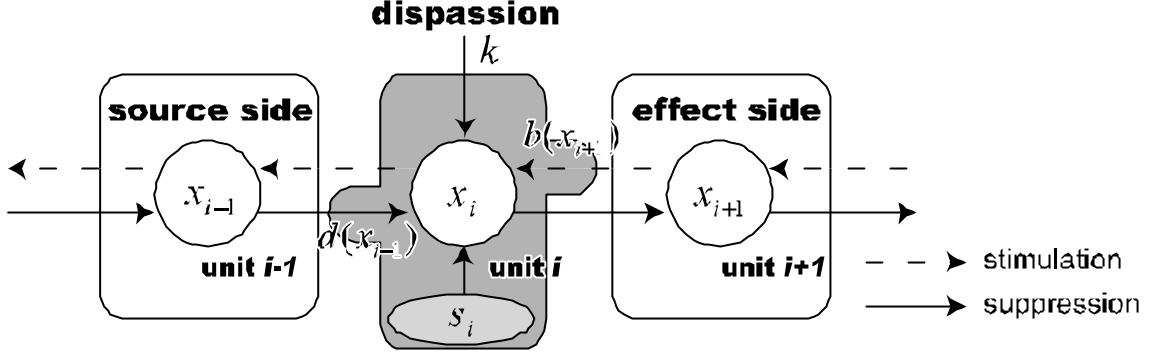 dispassion
k
source side
effect side
b(-x_{i+1})
x_{i-1}
x_i
x_{i+1}
d(-x_{i-1})
unit i-1
unit i
unit i+1
s_i
stimulation
suppression